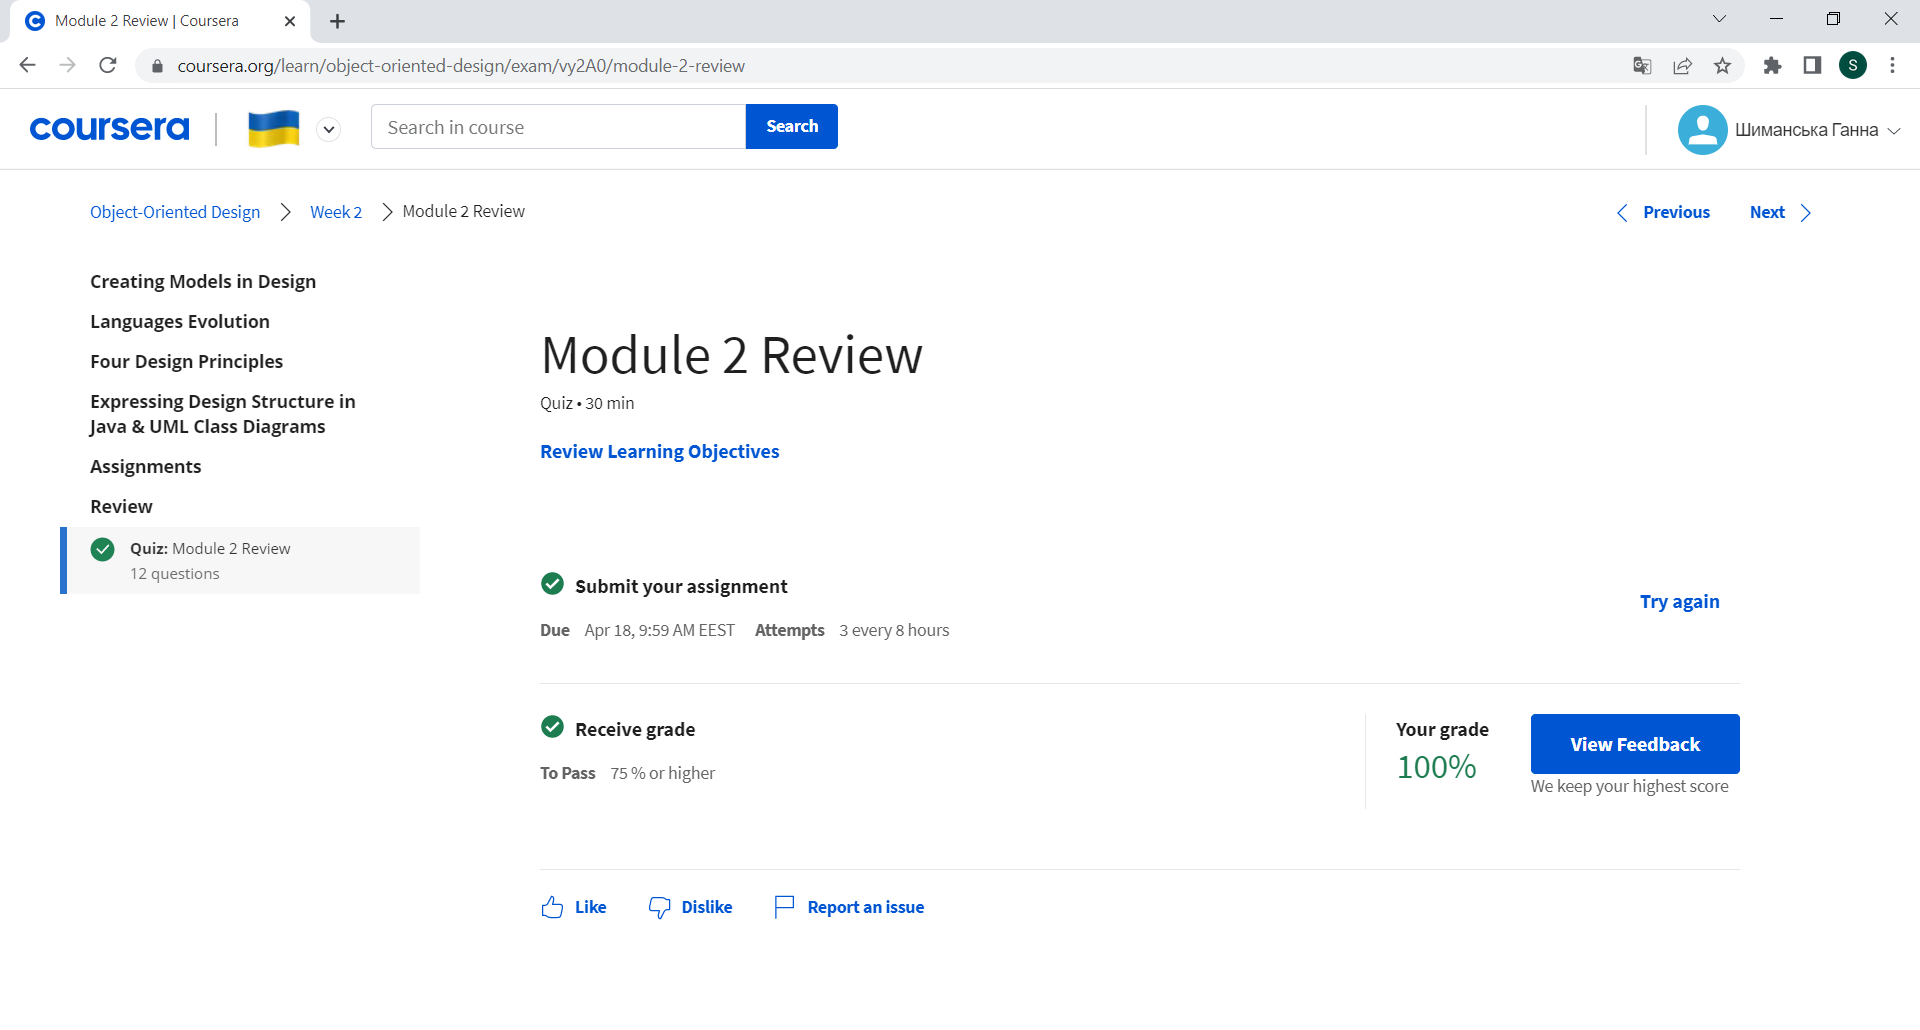 Module 2 Review | Coursera
coursera.org/learn/object-oriented-design/exam/vy2A0/module-2-review
S
coursera
Search in course
Search
Шиманська Ганна
Object-Oriented Design
Week 2
Module 2 Review
Previous
Next
Creating Models in Design
Languages Evolution
Four Design Principles
Expressing Design Structure in
Java & UML Class Diagrams
Assignments
Review
Quiz: Module 2 Review
12 questions
Module 2 Review
Quiz • 30 min
Review Learning Objectives
Submit your assignment
Due Apr 18, 9:59 AM EEST Attempts 3 every 8 hours
Try again
Receive grade
To Pass 75 % or higher
Your grade
100%
View Feedback
We keep your highest score
Like
Dislike
Report an issue